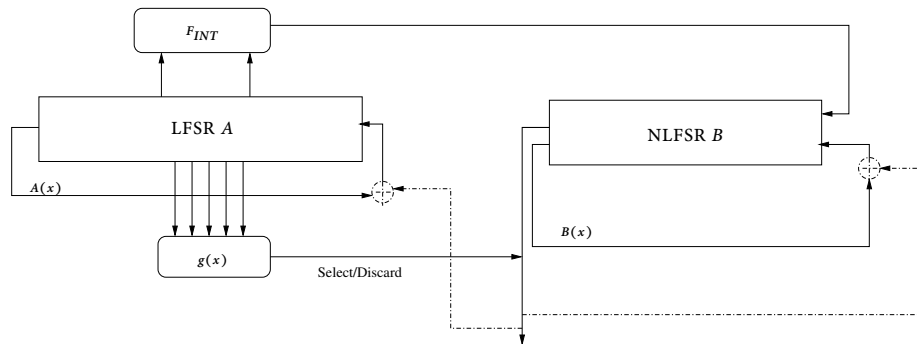 F_INT
LFSR A
NLFSR B
A(x)
B(x)
g(x)
Select/Discard